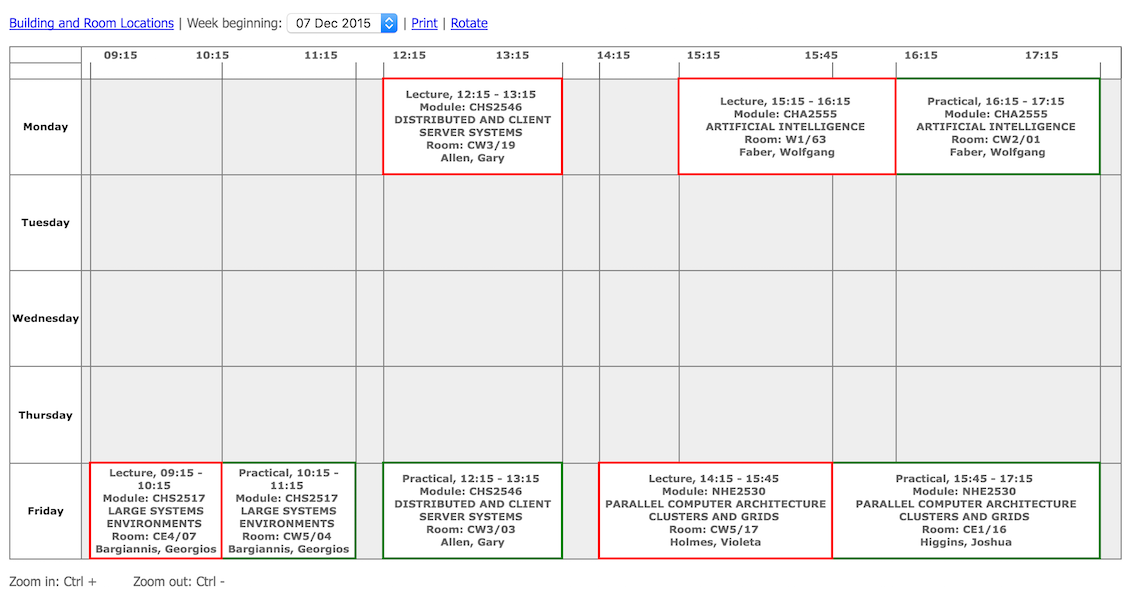 Building and Room Locations | Week beginning: 07 Dec 2015 | Print | Rotate
09:15 10:15 11:15 12:15 13:15 14:15 15:15 15:45 16:15 17:15
Monday
Lecture, 12:15 - 13:15
Module: CHS2546
DISTRIBUTED AND CLIENT
SERVER SYSTEMS
Room: CW3/19
Allen, Gary
Lecture, 15:15 - 16:15
Module: CHA2555
ARTIFICIAL INTELLIGENCE
Room: W1/63
Faber, Wolfgang
Practical, 16:15 - 17:15
Module: CHA2555
ARTIFICIAL INTELLIGENCE
Room: CW2/01
Faber, Wolfgang
Tuesday
Wednesday
Thursday
Friday
Lecture, 09:15 -
10:15
Module: CHS2517
LARGE SYSTEMS
ENVIRONMENTS
Room: CE4/07
Bargiannis, Georgios
Practical, 10:15 -
11:15
Module: CHS2517
LARGE SYSTEMS
ENVIRONMENTS
Room: CW5/04
Bargiannis, Georgios
Practical, 12:15 - 13:15
Module: CHS2546
DISTRIBUTED AND CLIENT
SERVER SYSTEMS
Room: CW3/03
Allen, Gary
Lecture, 14:15 - 15:45
Module: NHE2530
PARALLEL COMPUTER ARCHITECTURE
CLUSTERS AND GRIDS
Room: CW5/17
Holmes, Violeta
Practical, 15:45 - 17:15
Module: NHE2530
PARALLEL COMPUTER ARCHITECTURE
CLUSTERS AND GRIDS
Room: CE1/16
Higgins, Joshua
Zoom in: Ctrl + Zoom out: Ctrl -